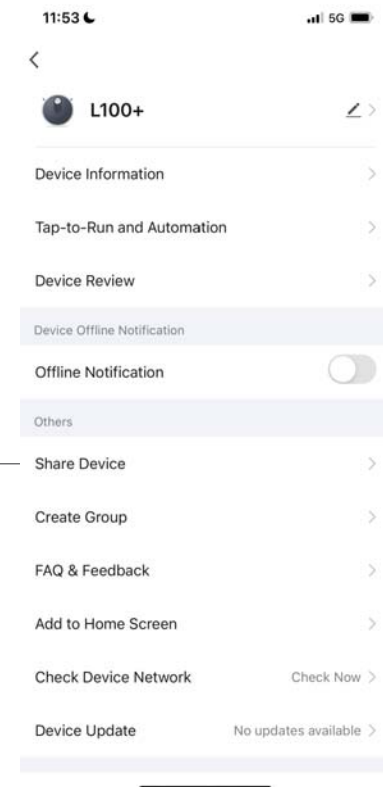 11:53
5G
L100+
Device Information
Tap-to-Run and Automation
Device Review
Device Offline Notification
Offline Notification
Others
Share Device
Create Group
FAQ & Feedback
Add to Home Screen
Check Device Network Check Now
Device Update No updates available